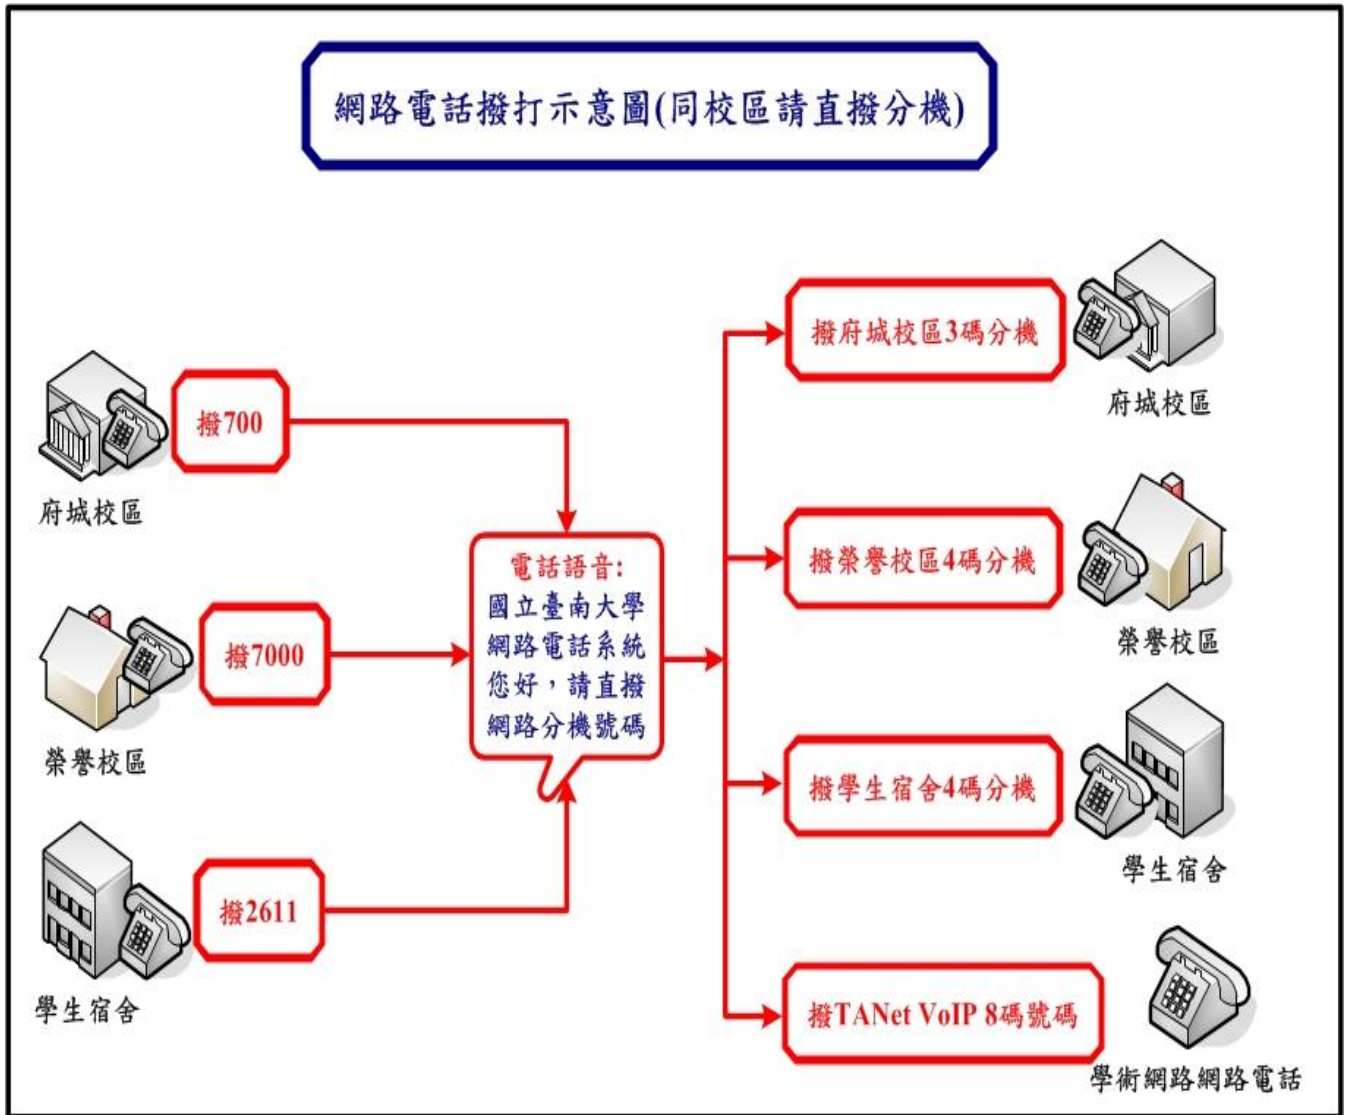 網路電話撥打示意圖(同校區請直撥分機)
撥700
府城校區
撥7000
榮譽校區
撥2611
學生宿舍
電話語音:
國立臺南大學
網路電話系統
您好，請直撥
網路分機號碼
撥府城校區3碼分機
府城校區
撥榮譽校區4碼分機
榮譽校區
撥學生宿舍4碼分機
學生宿舍
撥TANet VoIP 8碼號碼
學術網路網路電話